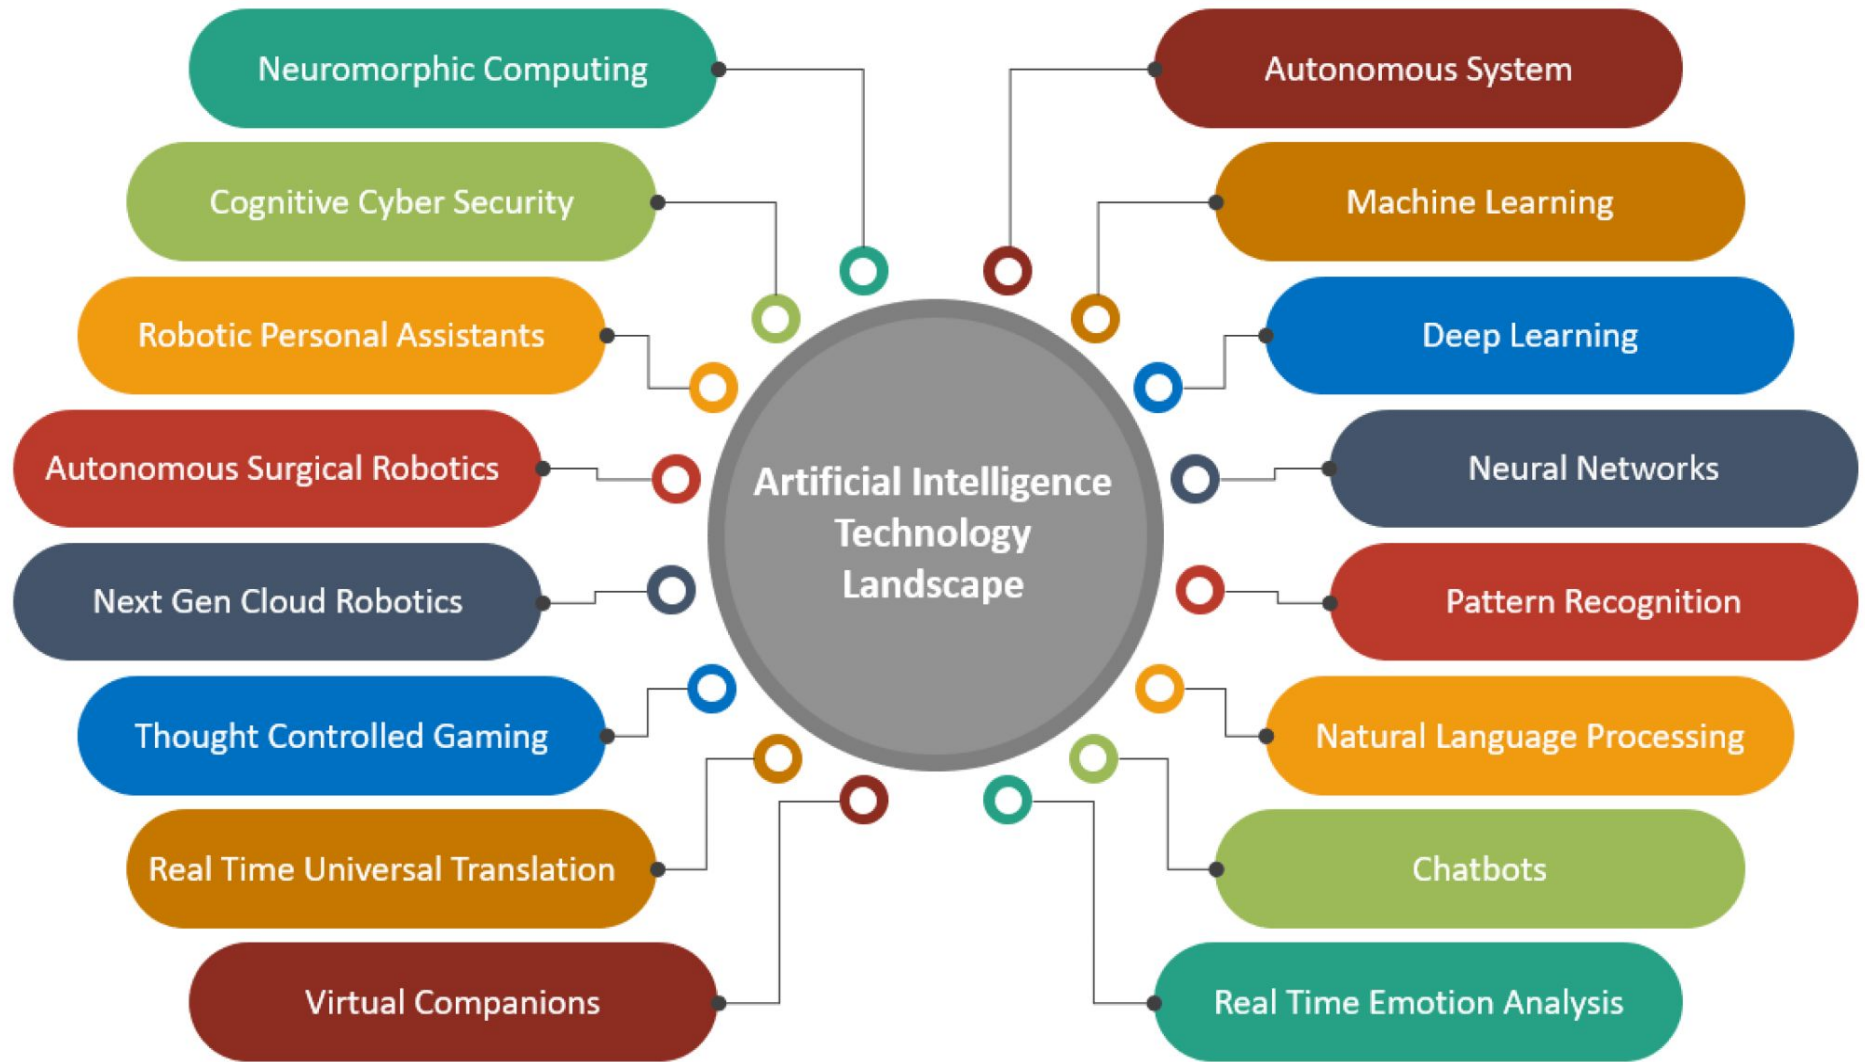 Neuromorphic Computing
Cognitive Cyber Security
Robotic Personal Assistants
Autonomous Surgical Robotics
Next Gen Cloud Robotics
Thought Controlled Gaming
Real Time Universal Translation
Virtual Companions
Artificial Intelligence
Technology
Landscape
Autonomous System
Machine Learning
Deep Learning
Neural Networks
Pattern Recognition
Natural Language Processing
Chatbots
Real Time Emotion Analysis